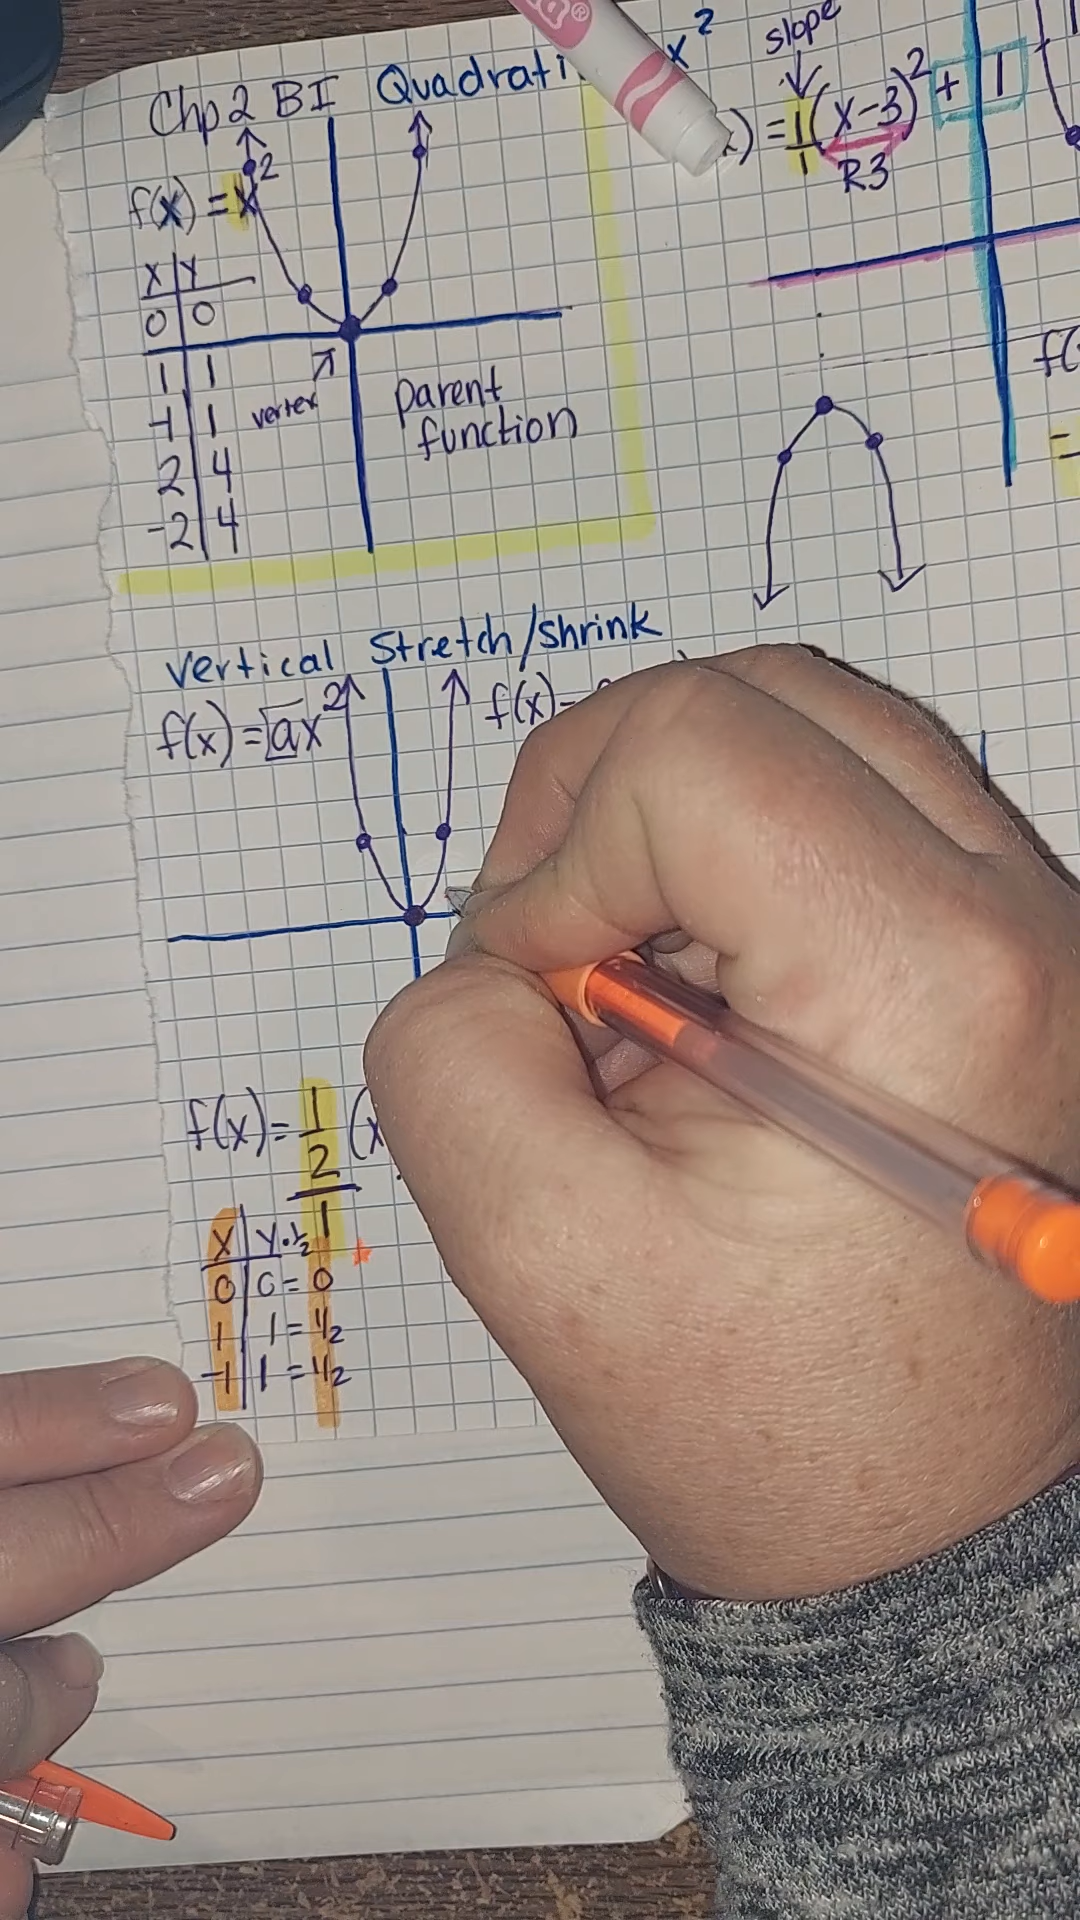 Chp 2 BI Quadrati x²
f(x) = x²
x | y
0 | 0
1 | 1
-1 | 1
2 | 4
-2 | 4
vertex
parent
function
slope
) = 1/1 (x-3)² + 1
R3
f(
=
Vertical Stretch/shrink
f(x) = ax²
f(x)=
f(x)= 1/2 (x
1
x | y · 1/2
0 | 0 = 0
1 | 1 = 1/2
-1 | 1 = 1/2